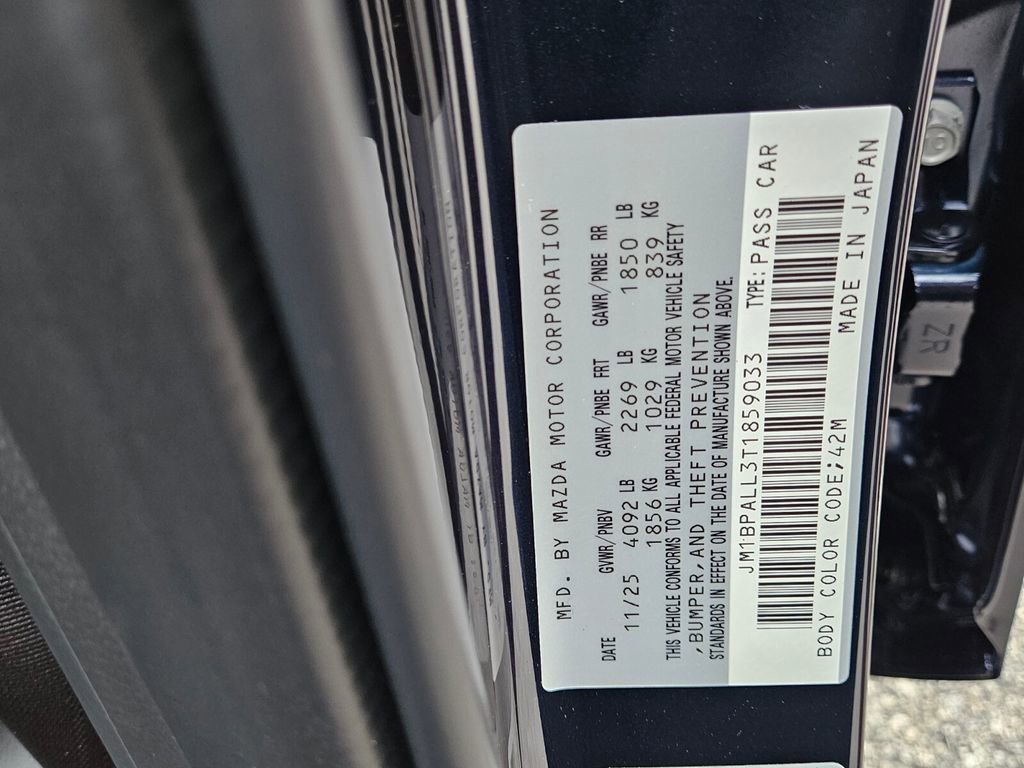 MFD. BY MAZDA MOTOR CORPORATION
DATE GVWR/PNBV GAWR/PNBE FRT GAWR/PNBE RR
11/25 4092 LB 2269 LB 1850 LB
1856 KG 1029 KG 839 KG
THIS VEHICLE CONFORMS TO ALL APPLICABLE FEDERAL MOTOR VEHICLE SAFETY
,BUMPER,AND THEFT PREVENTION
STANDARDS IN EFFECT ON THE DATE OF MANUFACTURE SHOWN ABOVE.
JM1BPALL3T1859033 TYPE:PASS CAR
BODY COLOR CODE;42M MADE IN JAPAN
ZR